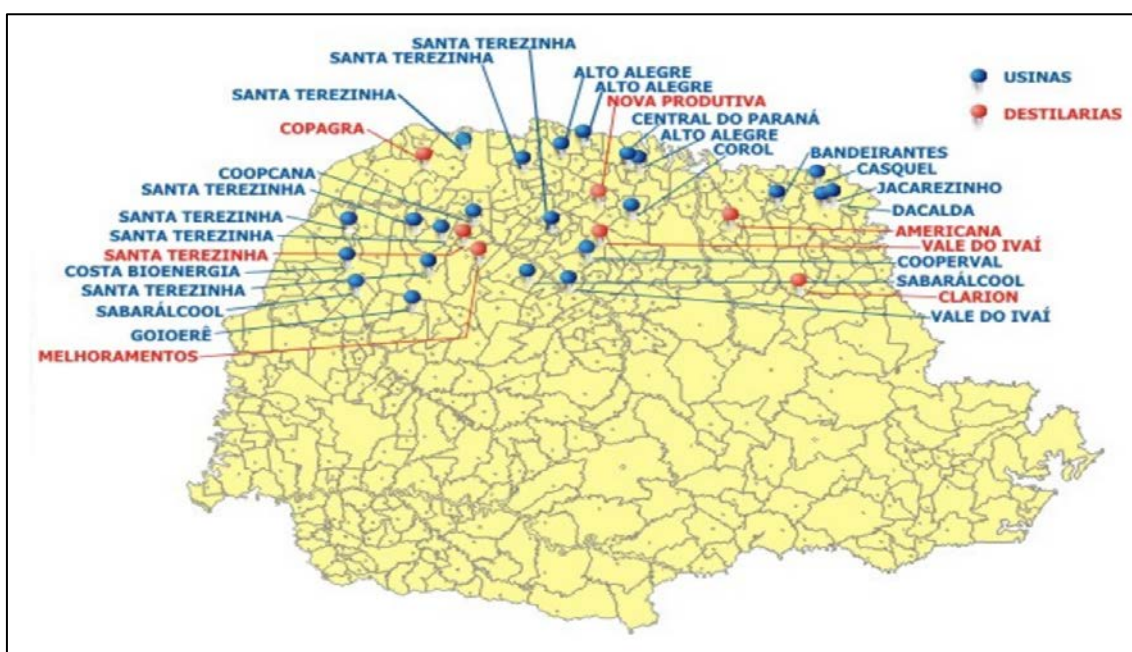 SANTA TEREZINHA
SANTA TEREZINHA
SANTA TEREZINHA
COPAGRA
COOPCANA
SANTA TEREZINHA
SANTA TEREZINHA
SANTA TEREZINHA
SANTA TEREZINHA
COSTA BIOENERGIA
SANTA TEREZINHA
SABARÁLCOOL
GOIOERÊ
MELHORAMENTOS
ALTO ALEGRE
ALTO ALEGRE
NOVA PRODUTIVA
CENTRAL DO PARANÁ
ALTO ALEGRE
COROL
BANDEIRANTES
CASQUEL
JACAREZINHO
DACALDA
AMERICANA
VALE DO IVAÍ
COOPERVAL
SABARÁLCOOL
CLARION
VALE DO IVAÍ
USINAS
DESTILARIAS